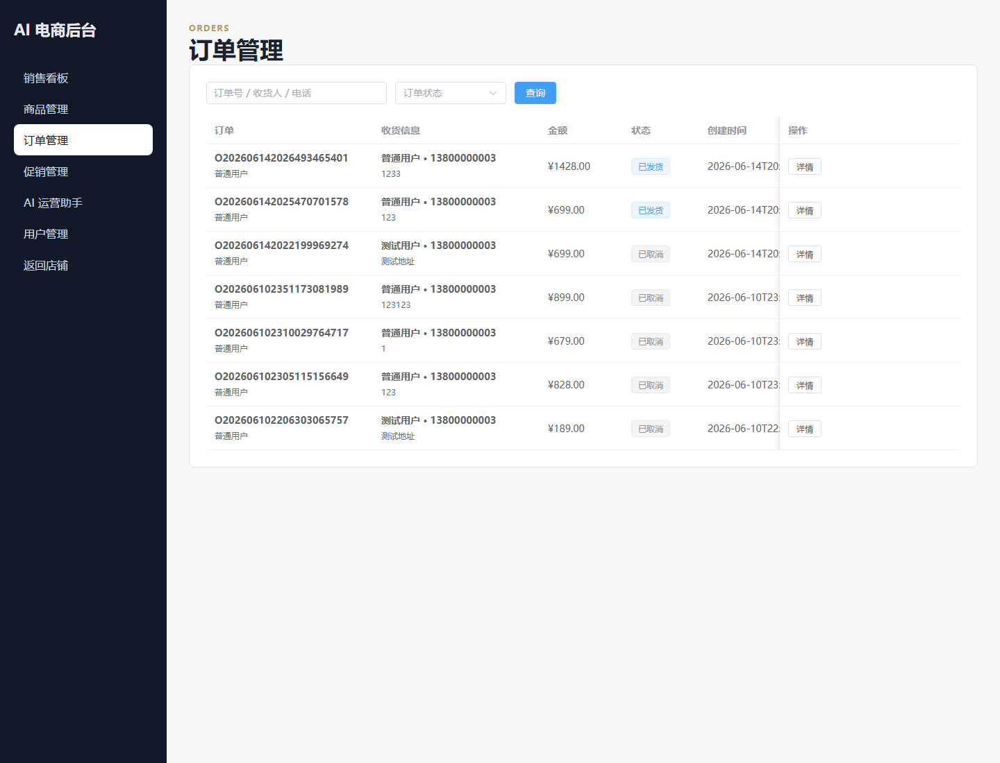 AI 电商后台
销售看板
商品管理
订单管理
促销管理
AI 运营助手
用户管理
返回店铺
ORDERS
订单管理
订单号 / 收货人 / 电话 订单状态 查询
订单 收货信息 金额 状态 创建时间 操作
O202606142026493465401 普通用户 • 13800000003 ¥1428.00 已发货 2026-06-14T20: 详情
普通用户 1233
O202606142025470701578 普通用户 • 13800000003 ¥699.00 已发货 2026-06-14T20: 详情
普通用户 123
O202606142022199969274 测试用户 • 13800000003 ¥699.00 已取消 2026-06-14T20: 详情
普通用户 测试地址
O202606102351173081989 普通用户 • 13800000003 ¥899.00 已取消 2026-06-10T23: 详情
普通用户 123123
O202606102310029764717 普通用户 • 13800000003 ¥679.00 已取消 2026-06-10T23: 详情
普通用户 1
O202606102305115156649 普通用户 • 13800000003 ¥828.00 已取消 2026-06-10T23: 详情
普通用户 123
O202606102206303065757 测试用户 • 13800000003 ¥189.00 已取消 2026-06-10T22: 详情
普通用户 测试地址